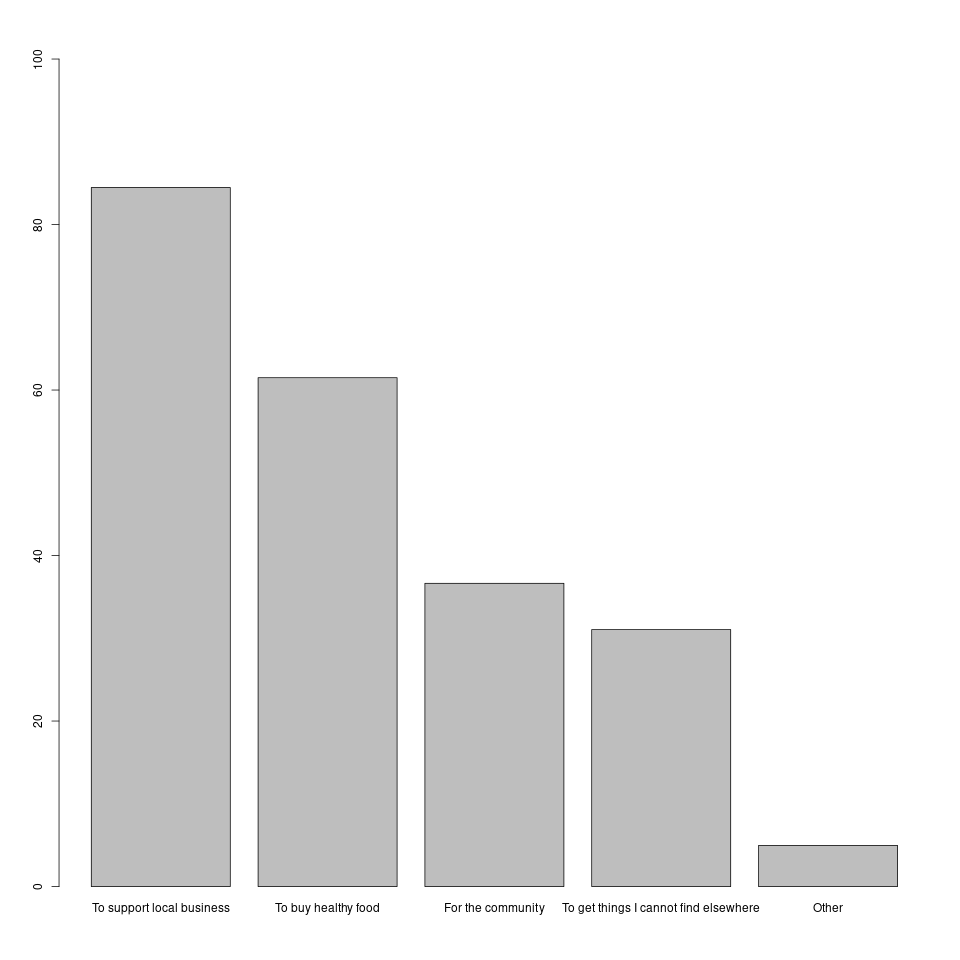 100
80
60
40
20
0
To support local business
To buy healthy food
For the community
To get things I cannot find elsewhere
Other